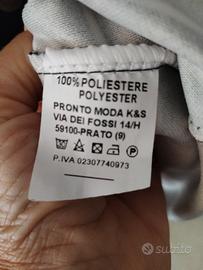 100%POLIESTERE
POLYESTER
PRONTO MODA K&S
VIA DEI FOSSI 14/H
59100-PRATO (9)
P.IVA 02307740973
subito